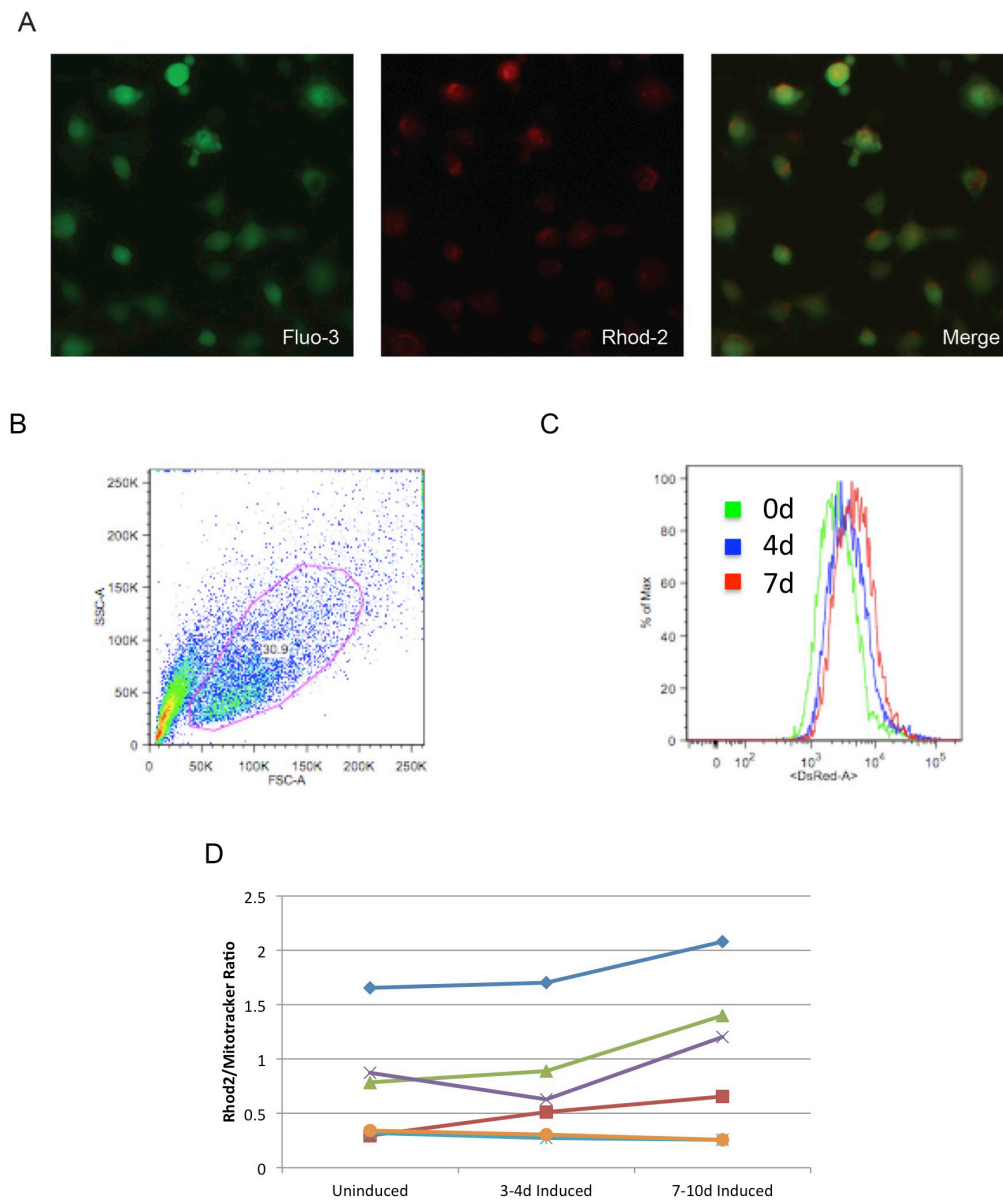 A
Fluo-3
Rhod-2
Merge
B
C
250K
200K
150K
100K
50K
0
SSC-A
30.9
0 50K 100K 150K 200K 250K
FSC-A
100
80
60
40
20
0
% of Max
0d
4d
7d
0 10² 10³ 10⁴ 10⁵
<DsRed-A>
D
2.5
2
1.5
1
0.5
0
Rhod2/Mitotracker Ratio
Uninduced 3-4d Induced 7-10d Induced